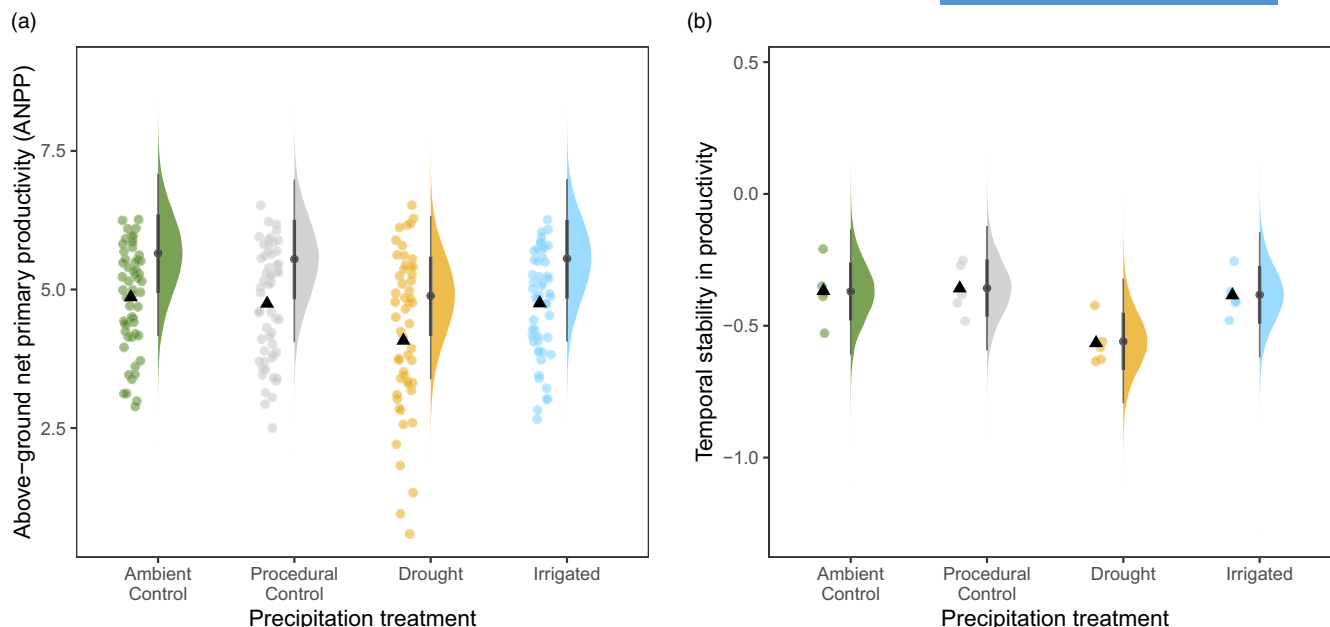 (a)
Above−ground net primary productivity (ANPP)
7.5
5.0
2.5
Ambient
Control
Procedural
Control
Drought
Irrigated
Precipitation treatment
(b)
Temporal stability in productivity
0.5
0.0
−0.5
−1.0
Ambient
Control
Procedural
Control
Drought
Irrigated
Precipitation treatment